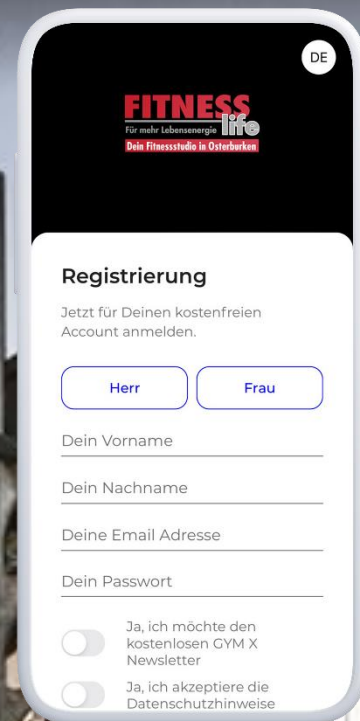 DE
FITNESS
Für mehr Lebensenergie life
Dein Fitnessstudio in Osterburken
Registrierung
Jetzt für Deinen kostenfreien
Account anmelden.
Herr Frau
Dein Vorname
Dein Nachname
Deine Email Adresse
Dein Passwort
Ja, ich möchte den
kostenlosen GYM X
Newsletter
Ja, ich akzeptiere die
Datenschutzhinweise